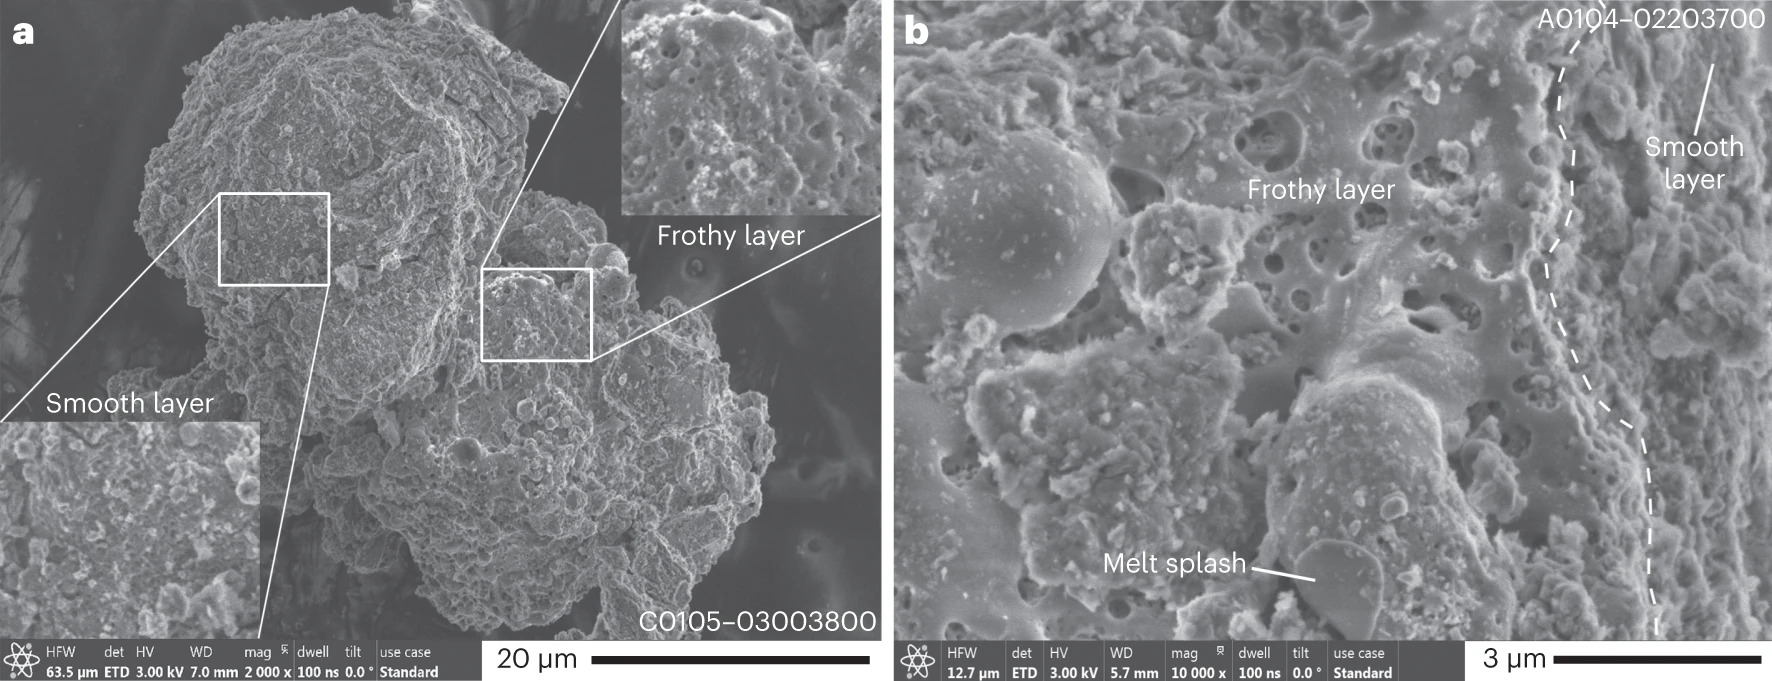 a
Frothy layer
Smooth layer
C0105–03003800
HFW det HV WD mag dwell tilt use case
63.5 µm ETD 3.00 kV 7.0 mm 2 000 x 100 ns 0.0 ° Standard
20 µm
b
A0104–02203700
Smooth
layer
Frothy layer
Melt splash
HFW det HV WD mag dwell tilt use case
12.7 µm ETD 3.00 kV 5.7 mm 10 000 x 100 ns 0.0 ° Standard
3 µm